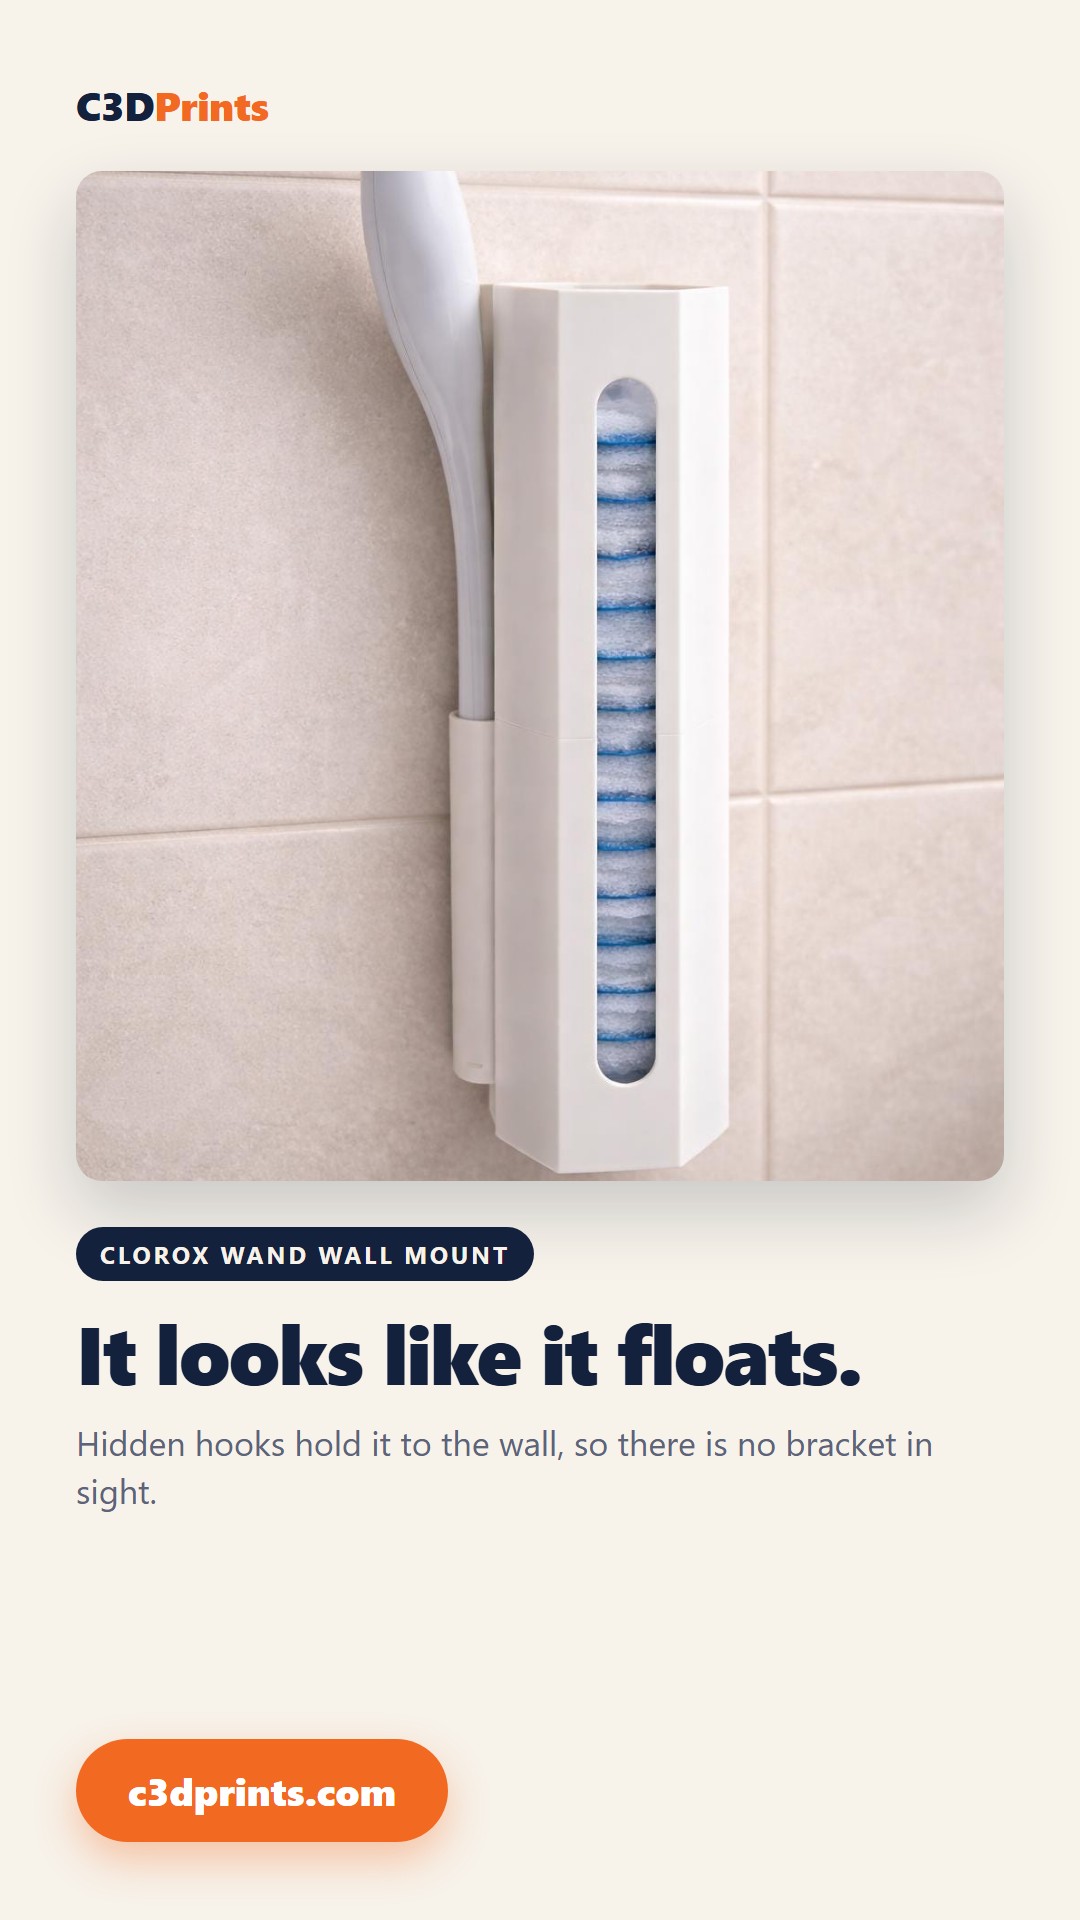 C3DPrints
CLOROX WAND WALL MOUNT
It looks like it floats.
Hidden hooks hold it to the wall, so there is no bracket in
sight.
c3dprints.com